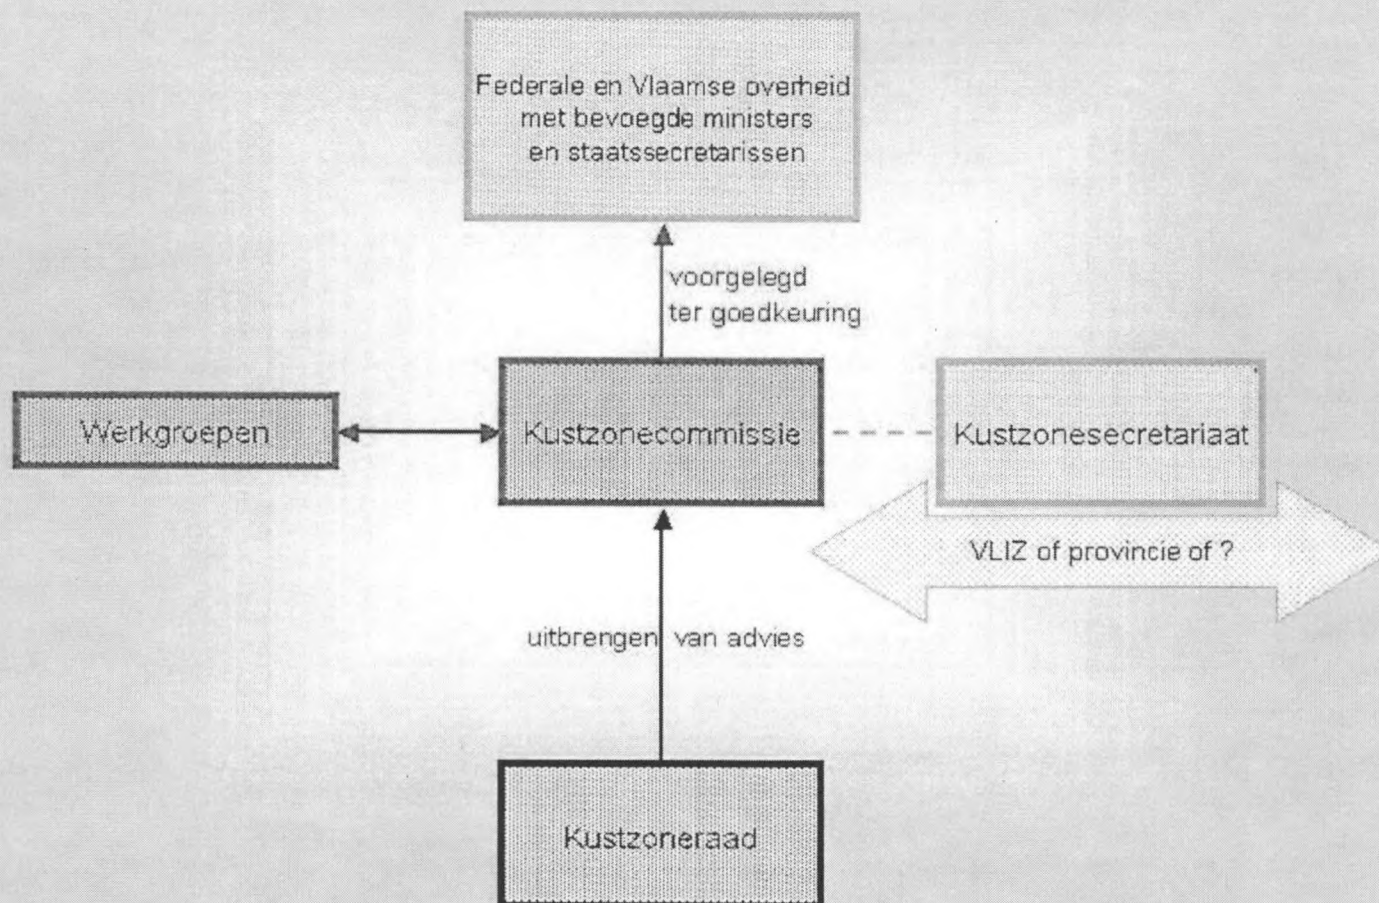 Federale en Vlaamse overheid
met bevoegde ministers
en staatssecretarissen
voorgelegd
ter goedkeuring
Werkgroepen
Kustzonecommissie
Kustzonesecretariaat
VLIZ of provincie of ?
uitbrengen van advies
Kustzoneraad